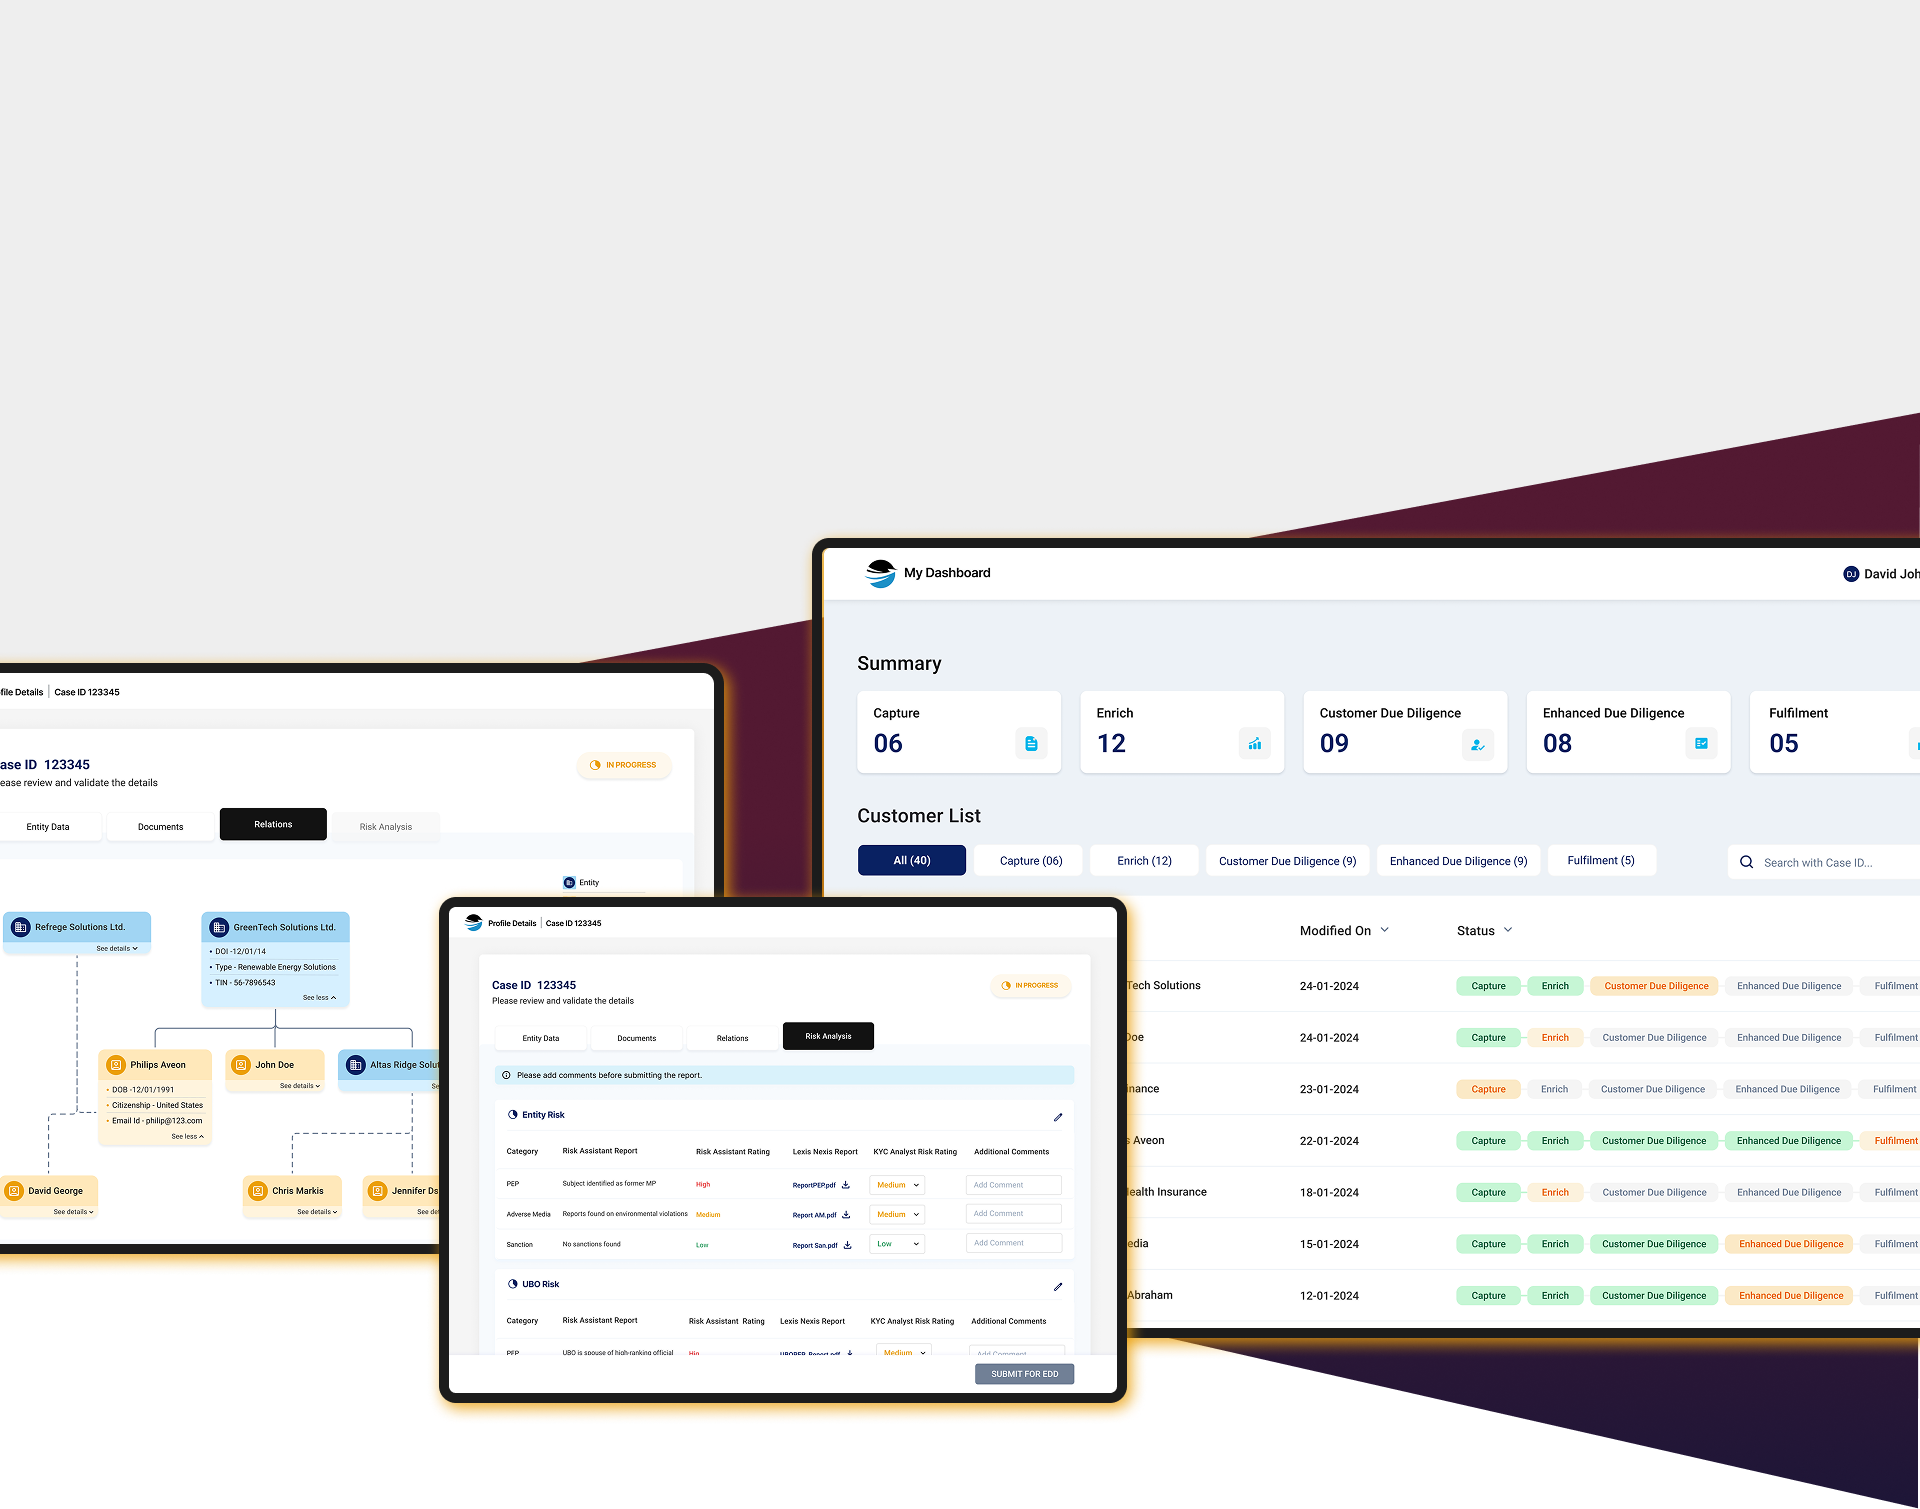 My Dashboard
DJ David Joh
Summary
Capture
06
Enrich
12
Customer Due Diligence
09
Enhanced Due Diligence
08
Fulfilment
05
Customer List
All (40)
Capture (06)
Enrich (12)
Customer Due Diligence (9)
Enhanced Due Diligence (9)
Fulfilment (5)
Search with Case ID...
Modified On
Status
Tech Solutions 24-01-2024 Capture Enrich Customer Due Diligence Enhanced Due Diligence Fulfilment
Doe 24-01-2024 Capture Enrich Customer Due Diligence Enhanced Due Diligence Fulfilment
inance 23-01-2024 Capture Enrich Customer Due Diligence Enhanced Due Diligence Fulfilment
s Aveon 22-01-2024 Capture Enrich Customer Due Diligence Enhanced Due Diligence Fulfilment
Health Insurance 18-01-2024 Capture Enrich Customer Due Diligence Enhanced Due Diligence Fulfilment
edia 15-01-2024 Capture Enrich Customer Due Diligence Enhanced Due Diligence Fulfilment
Abraham 12-01-2024 Capture Enrich Customer Due Diligence Enhanced Due Diligence Fulfilment
file Details | Case ID 123345
ase ID 123345
ease review and validate the details
IN PROGRESS
Entity Data
Documents
Relations
Risk Analysis
Entity
Refrege Solutions Ltd.
See details
GreenTech Solutions Ltd.
• DOI -12/01/14
• Type - Renewable Energy Solutions
• TIN - 56-7896543
See less
Philips Aveon
• DOB -12/01/1991
• Citizenship - United States
• Email Id - philip@123.com
See less
John Doe
See details
Altas Ridge Solut
Se
David George
See details
Chris Markis
See details
Jennifer Ds
See det
Profile Details | Case ID 123345
Case ID 123345
Please review and validate the details
IN PROGRESS
Entity Data
Documents
Relations
Risk Analysis
Please add comments before submitting the report.
Entity Risk
Category Risk Assistant Report Risk Assistant Rating Lexis Nexis Report KYC Analyst Risk Rating Additional Comments
PEP Subject identified as former MP High ReportPEP.pdf Medium Add Comment
Adverse Media Reports found on environmental violations Medium Report AM.pdf Medium Add Comment
Sanction No sanctions found Low Report San.pdf Low Add Comment
UBO Risk
Category Risk Assistant Report Risk Assistant Rating Lexis Nexis Report KYC Analyst Risk Rating Additional Comments
PEP UBO is spouse of high-ranking official Hig UBOPEP_Report.pdf Medium Add Comment
SUBMIT FOR EDD